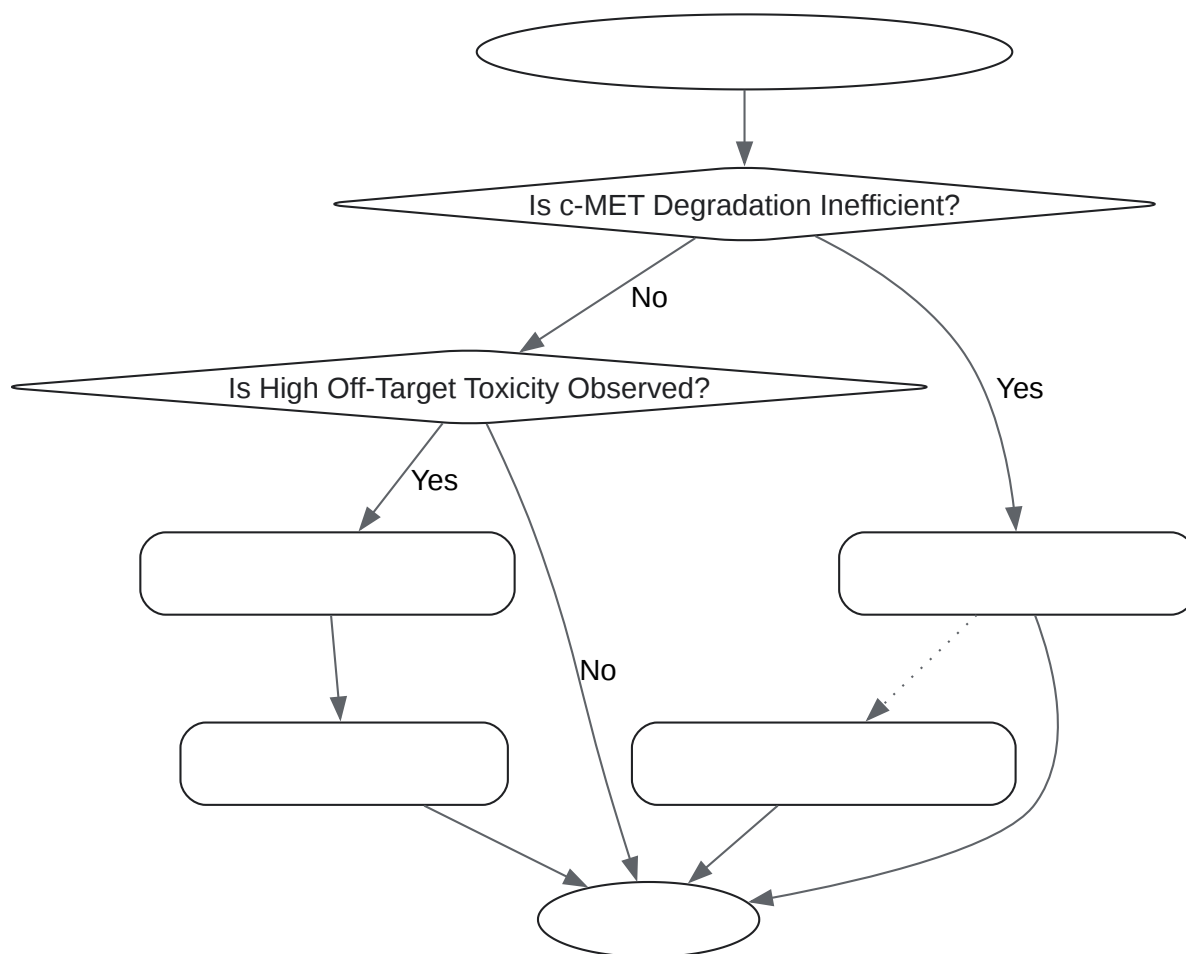 Is c-MET Degradation Inefficient?
No
Is High Off-Target Toxicity Observed?
Yes
Yes
No